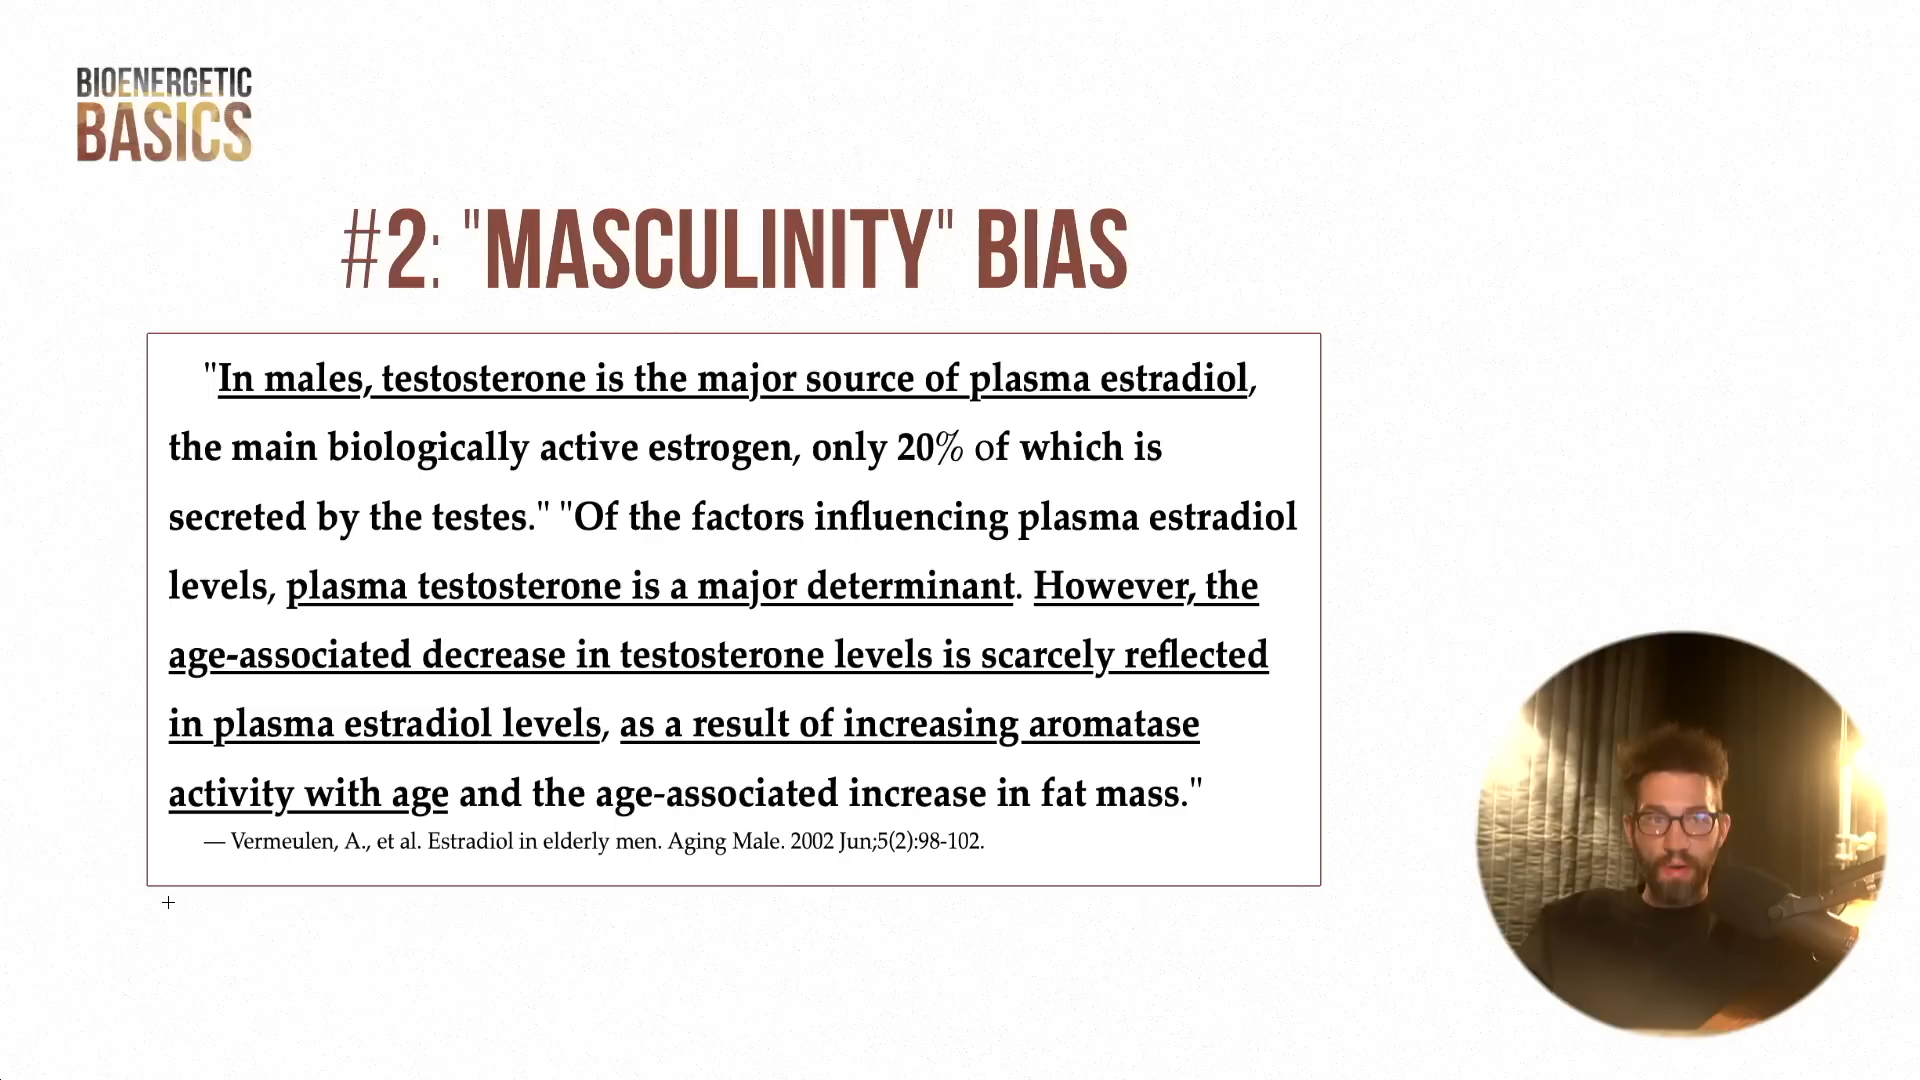 BIOENERGETIC
BASICS
#2: "MASCULINITY" BIAS
"In males, testosterone is the major source of plasma estradiol,
the main biologically active estrogen, only 20% of which is
secreted by the testes." "Of the factors influencing plasma estradiol
levels, plasma testosterone is a major determinant. However, the
age-associated decrease in testosterone levels is scarcely reflected
in plasma estradiol levels, as a result of increasing aromatase
activity with age and the age-associated increase in fat mass."
— Vermeulen, A., et al. Estradiol in elderly men. Aging Male. 2002 Jun;5(2):98-102.